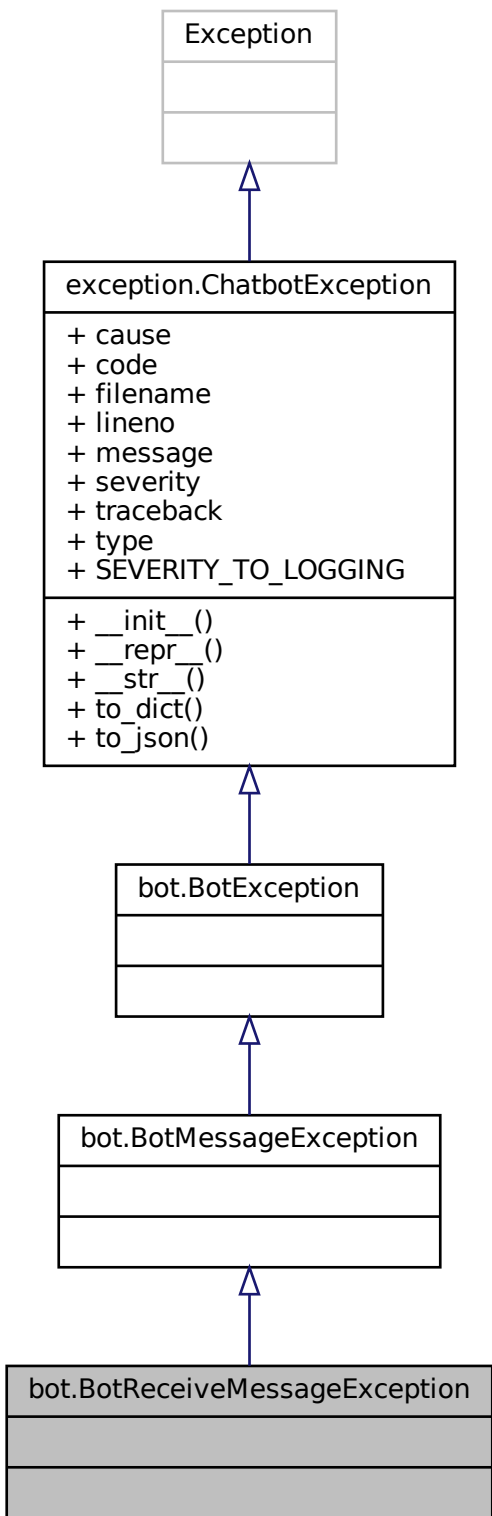 Exception
exception.ChatbotException
+ cause
+ code
+ filename
+ lineno
+ message
+ severity
+ traceback
+ type
+ SEVERITY_TO_LOGGING
+ __init__()
+ __repr__()
+ __str__()
+ to_dict()
+ to_json()
bot.BotException
bot.BotMessageException
bot.BotReceiveMessageException